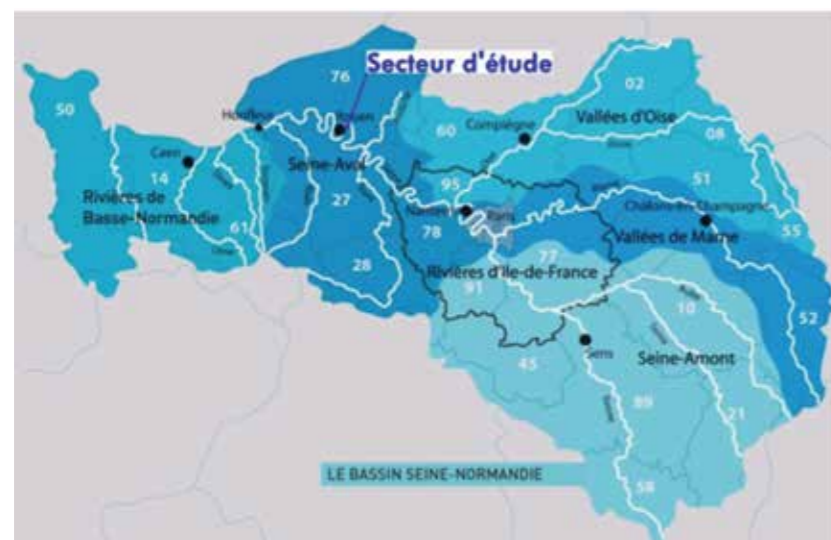 76
Secteur d'étude
02
50
Honfleur
Rouen
60
Compiègne
Vallées d'Oise
08
Caen
14
Seine-Aval
Oise
95
51
Rivières de
Basse-Normandie
27
Nanterre
Paris
Châlons-en-Champagne
61
78
Vallées de Marne
55
77
28
Rivières d'Ile-de-France
91
10
52
Sens
Seine-Amont
45
89
21
LE BASSIN SEINE-NORMANDIE
58